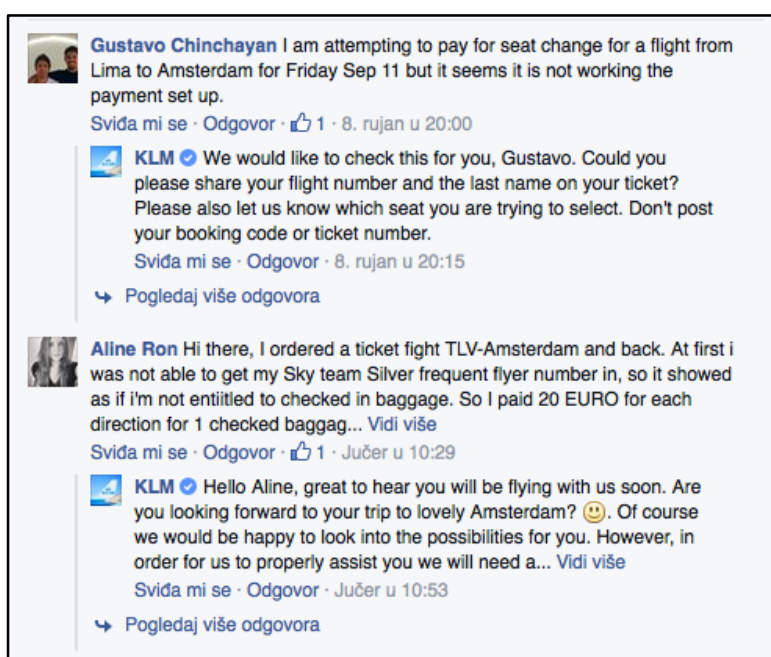 Gustavo Chinchayan I am attempting to pay for seat change for a flight from
Lima to Amsterdam for Friday Sep 11 but it seems it is not working the
payment set up.
Sviđa mi se · Odgovor · 1 · 8. rujan u 20:00
KLM We would like to check this for you, Gustavo. Could you
please share your flight number and the last name on your ticket?
Please also let us know which seat you are trying to select. Don't post
your booking code or ticket number.
Sviđa mi se · Odgovor · 8. rujan u 20:15
Pogledaj više odgovora
Aline Ron Hi there, I ordered a ticket fight TLV-Amsterdam and back. At first i
was not able to get my Sky team Silver frequent flyer number in, so it showed
as if i'm not entiitled to checked in baggage. So I paid 20 EURO for each
direction for 1 checked baggag... Vidi više
Sviđa mi se · Odgovor · 1 · Jučer u 10:29
KLM Hello Aline, great to hear you will be flying with us soon. Are
you looking forward to your trip to lovely Amsterdam? 🙂. Of course
we would be happy to look into the possibilities for you. However, in
order for us to properly assist you we will need a... Vidi više
Sviđa mi se · Odgovor · Jučer u 10:53
Pogledaj više odgovora